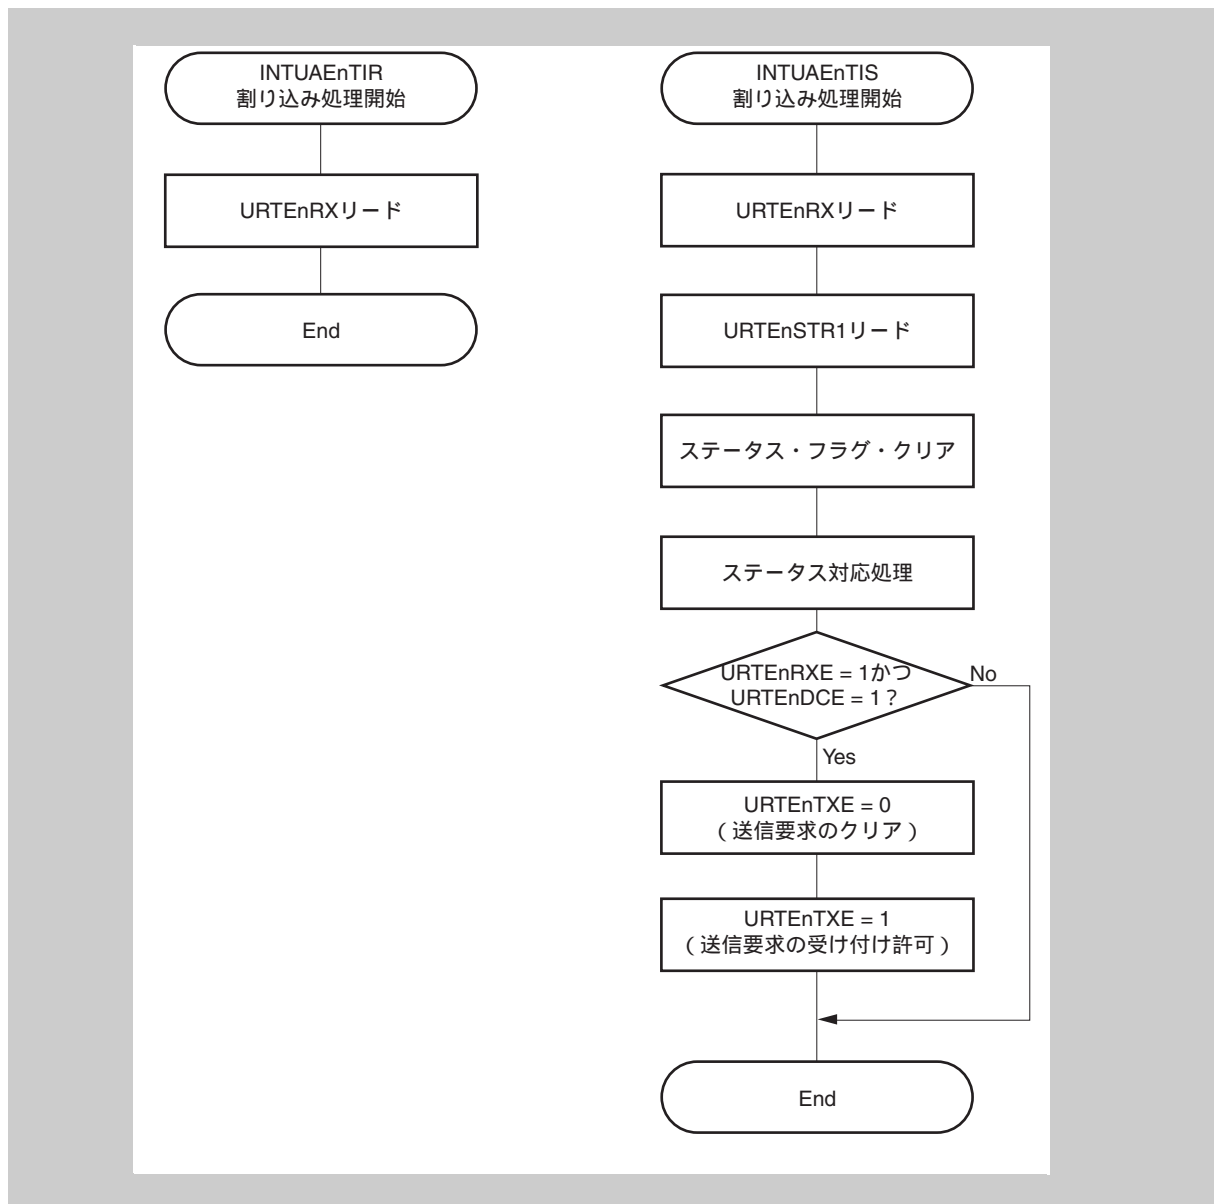 INTUAEnTIR
割り込み処理開始
URTEnRXリード
End
INTUAEnTIS
割り込み処理開始
URTEnRXリード
URTEnSTR1リード
ステータス・フラグ・クリア
ステータス対応処理
URTEnRXE = 1かつ
URTEnDCE = 1？
No
Yes
URTEnTXE = 0
（送信要求のクリア）
URTEnTXE = 1
（送信要求の受け付け許可）
End